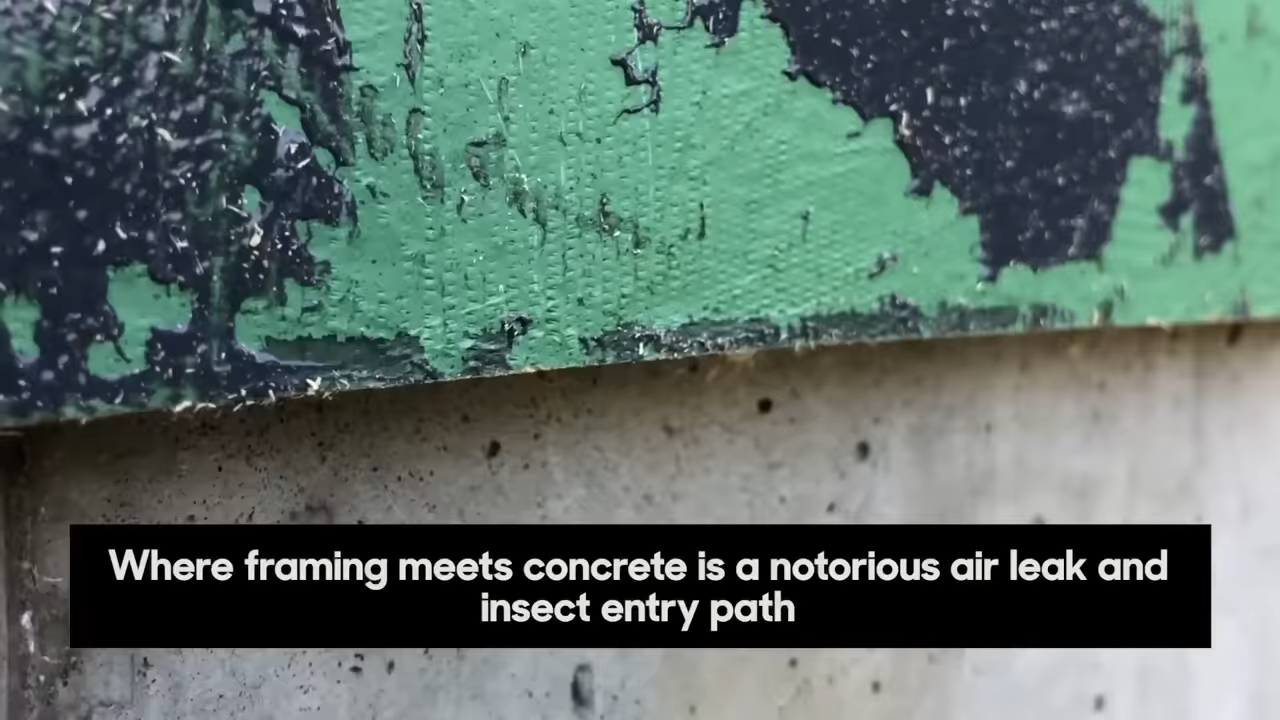 Where framing meets concrete is a notorious air leak and
insect entry path